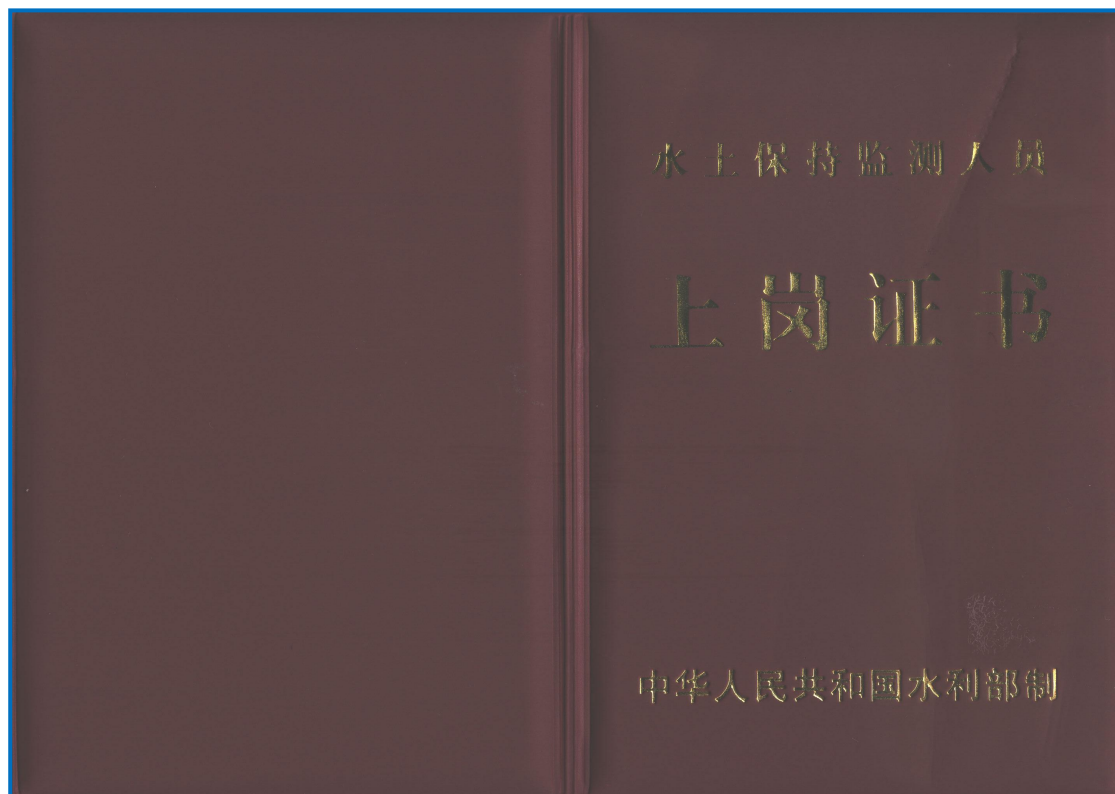 水土保持监测人员
上岗证书
中华人民共和国水利部制